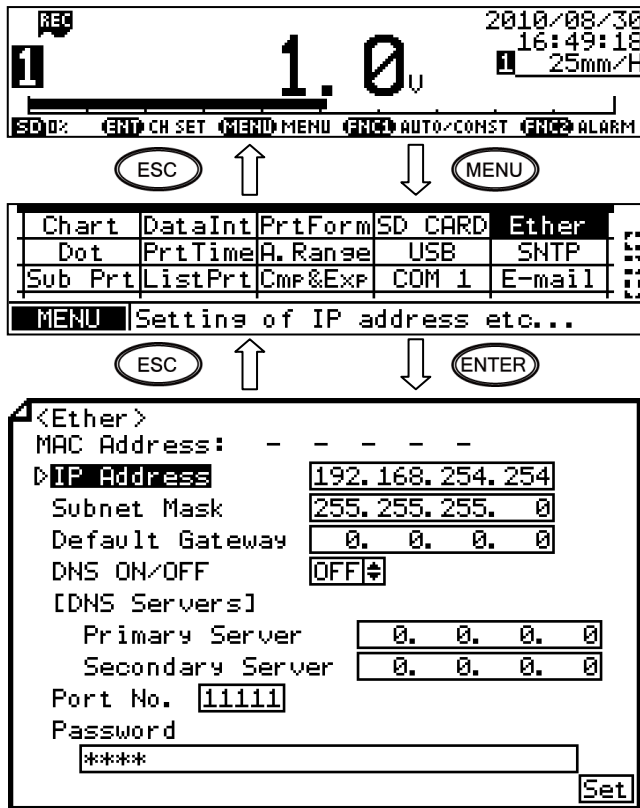 REC 2010/08/30
16:49:18
1 1.0V 1 25mm/H
SD 0% ENT CH SET MENU MENU FNC1 AUTO/CONST FNC2 ALARM
ESC MENU
Chart DataInt PrtForm SD CARD Ether
Dot PrtTime A.Range USB SNTP
Sub Prt ListPrt Cmp&Exp COM 1 E-mail
MENU Setting of IP address etc...
ESC ENTER
<Ether>
MAC Address: - - - - -
IP Address 192.168.254.254
Subnet Mask 255.255.255. 0
Default Gateway 0. 0. 0. 0
DNS ON/OFF OFF
[DNS Servers]
Primary Server 0. 0. 0. 0
Secondary Server 0. 0. 0. 0
Port No. 11111
Password
****
Set